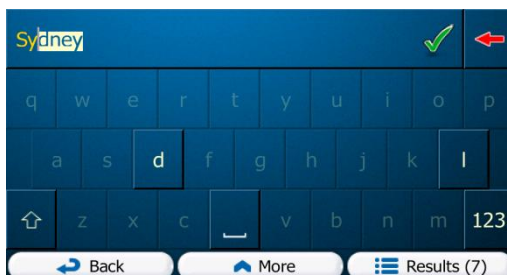 Sydney
q w e r t y u i o p
a s d f g h j k l
z x c v b n m 123
Back More Results (7)